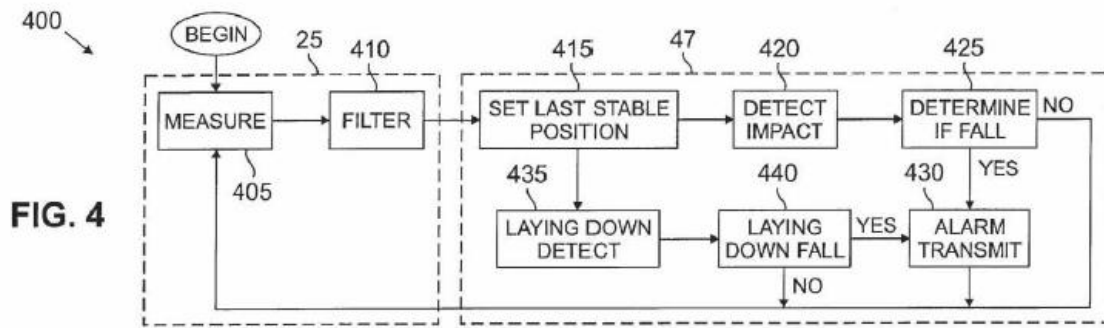 400
BEGIN
25
410
47
415
420
425
MEASURE
FILTER
SET LAST STABLE
POSITION
DETECT
IMPACT
DETERMINE
IF FALL
NO
405
YES
FIG. 4
435
440
430
LAYING DOWN
DETECT
LAYING
DOWN FALL
YES
ALARM
TRANSMIT
NO